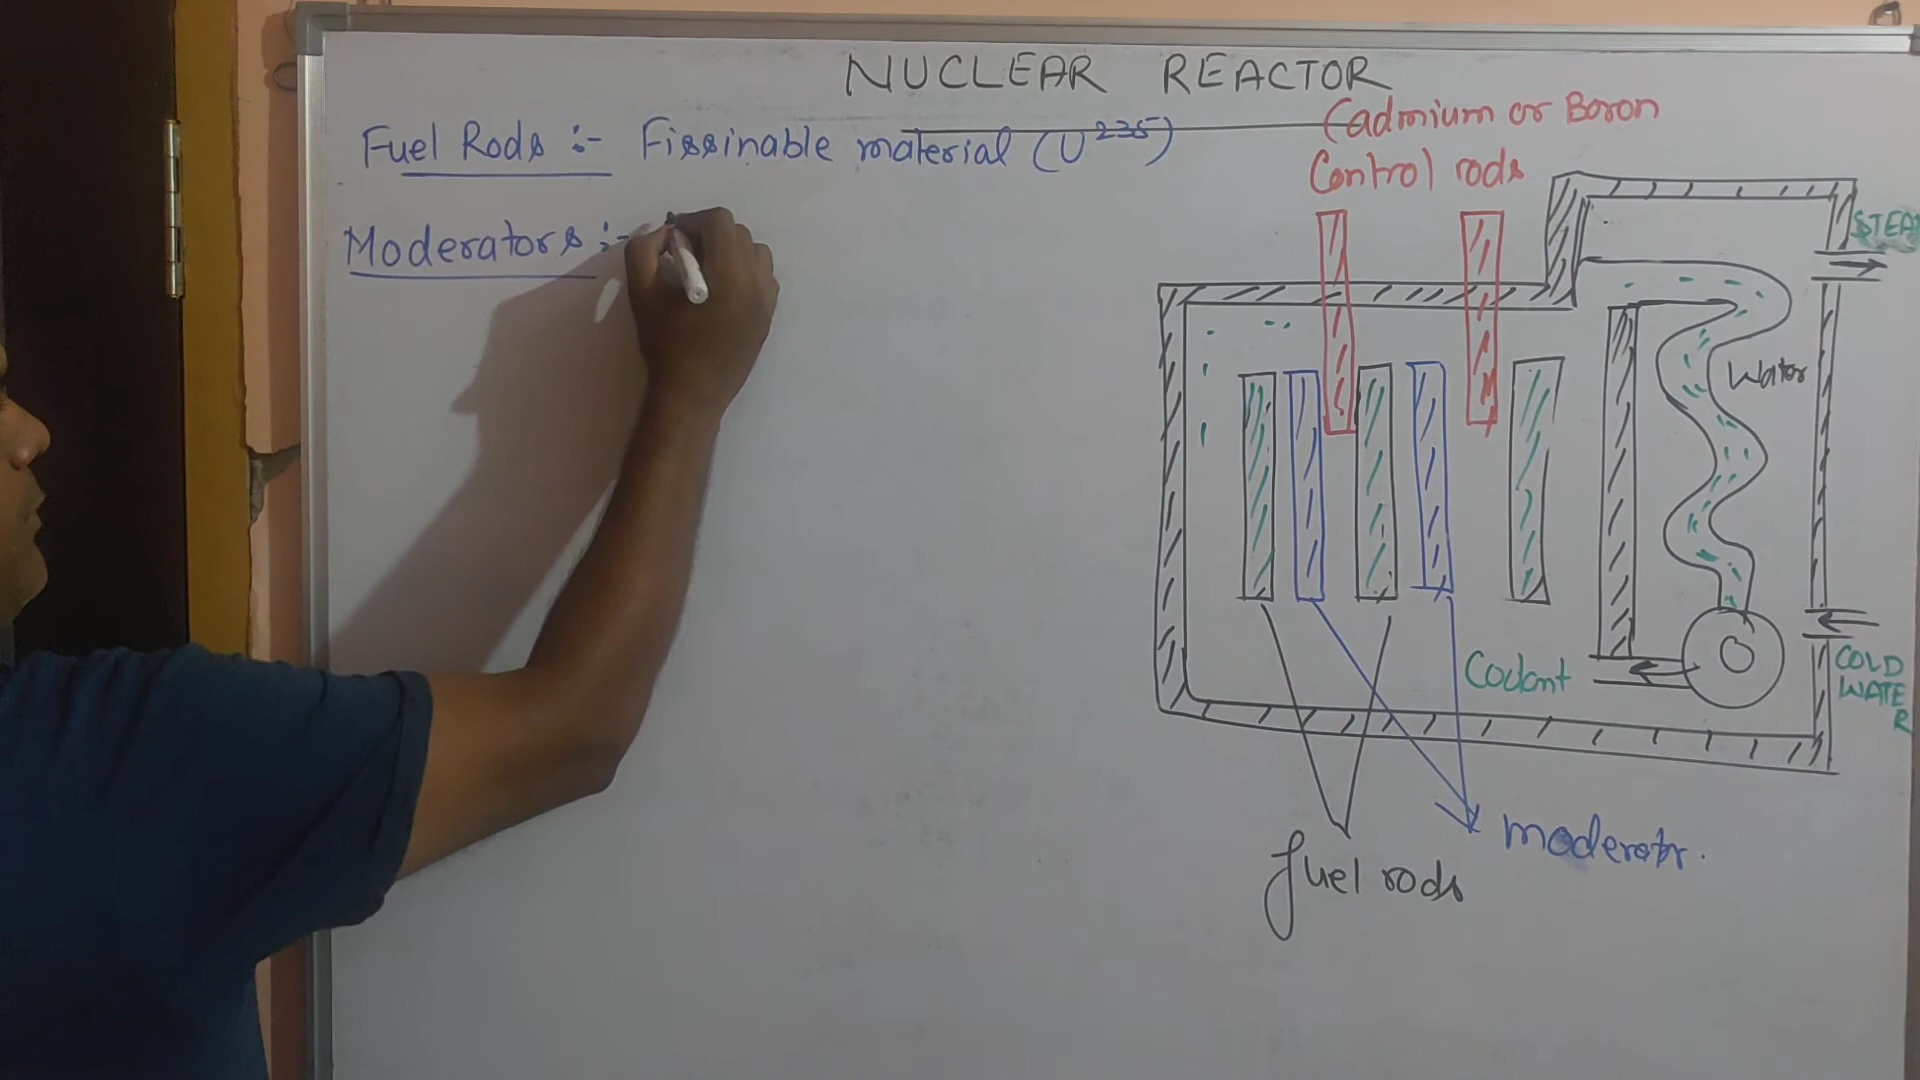 NUCLEAR REACTOR
Fuel Rods :- Fissinable material (U235)
Moderators :-
Cadmium or Boron
Control rods
STEA
Water
Coolant
COLD
WATE
R
moderatr.
fuel rods